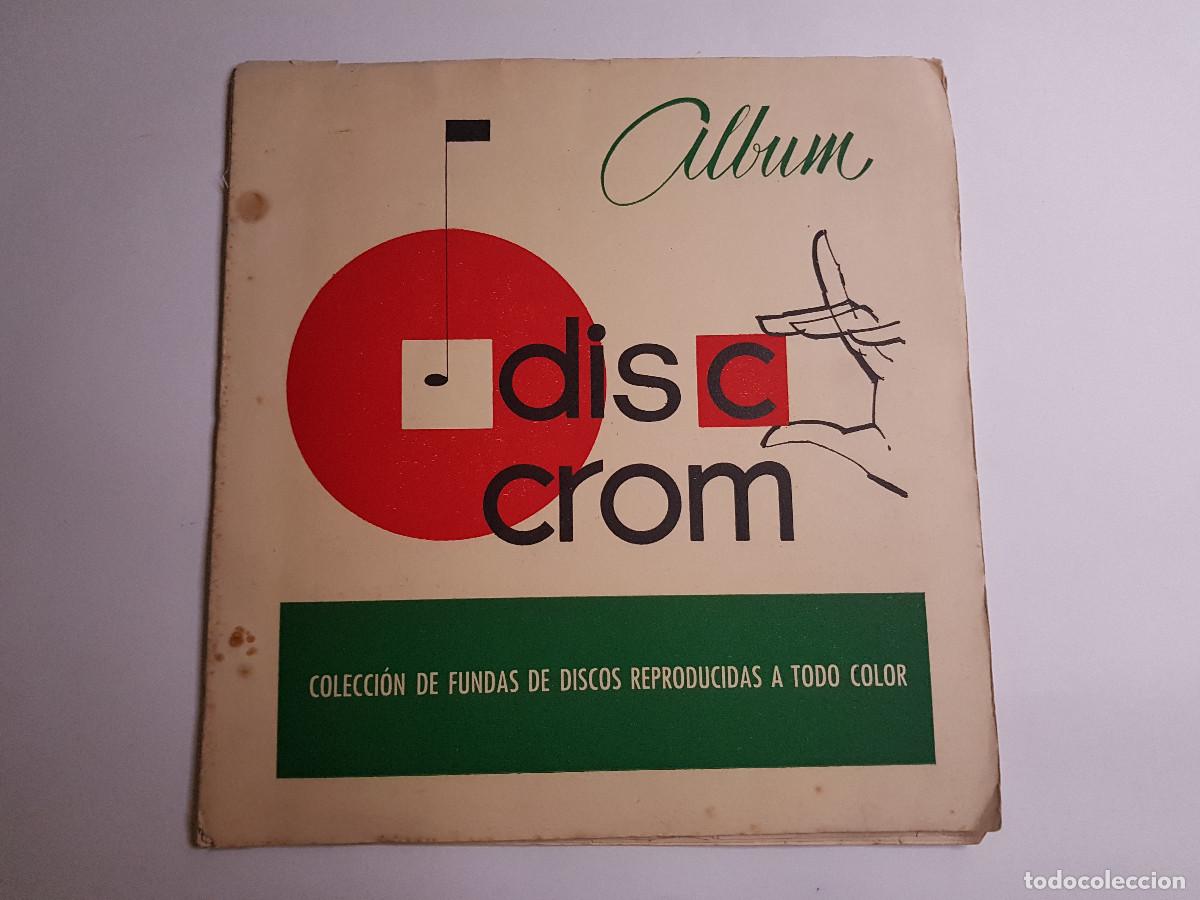 Album
disc
crom
COLECCIÓN DE FUNDAS DE DISCOS REPRODUCIDAS A TODO COLOR
todocoleccion